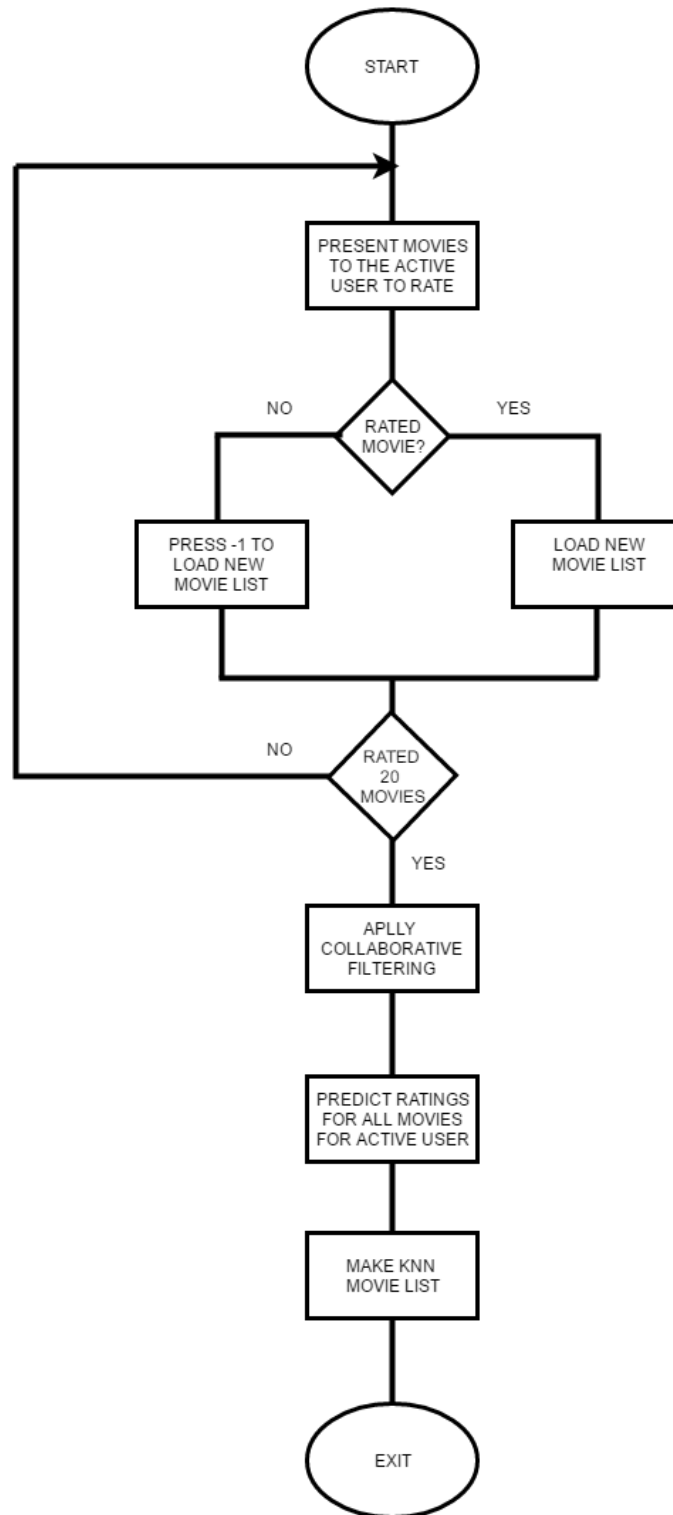 START
PRESENT MOVIES
TO THE ACTIVE
USER TO RATE
NO
YES
RATED
MOVIE?
PRESS -1 TO
LOAD NEW
MOVIE LIST
LOAD NEW
MOVIE LIST
NO
RATED
20
MOVIES
YES
APLLY
COLLABORATIVE
FILTERING
PREDICT RATINGS
FOR ALL MOVIES
FOR ACTIVE USER
MAKE KNN
MOVIE LIST
EXIT